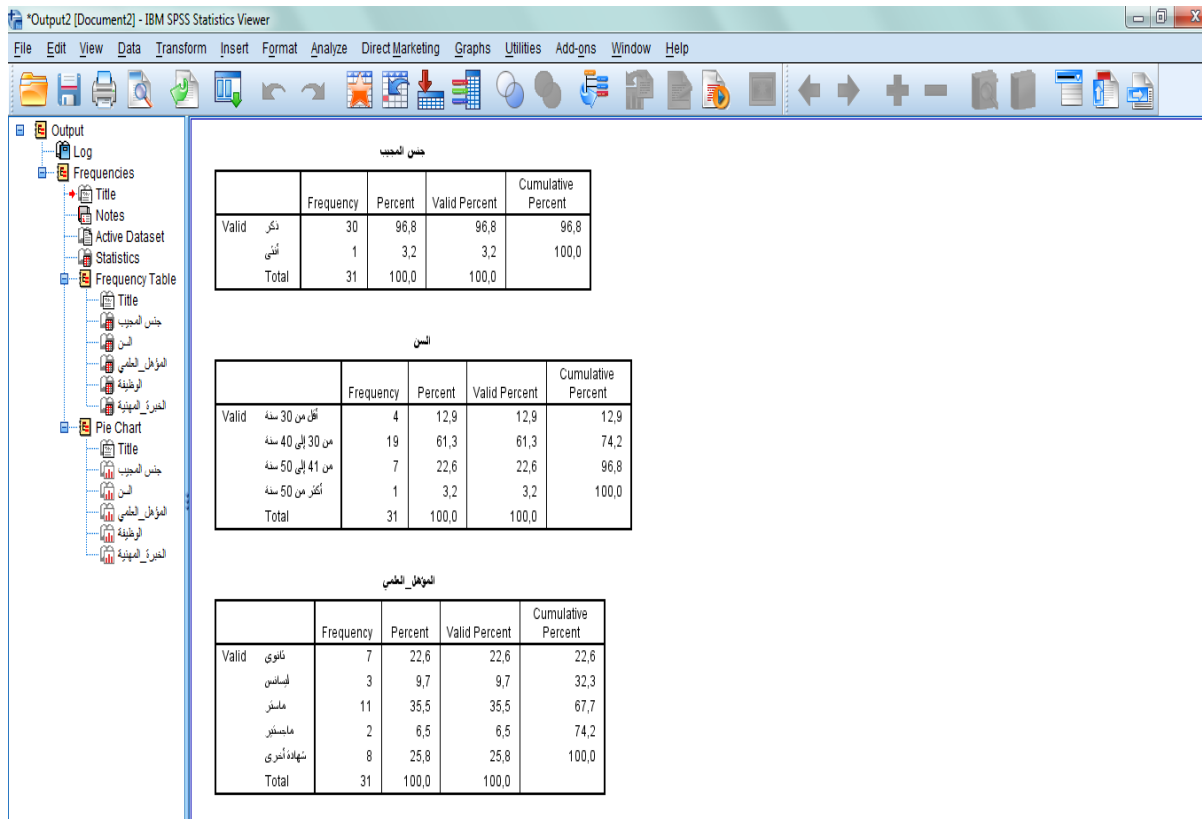 *Output2 [Document2] - IBM SPSS Statistics Viewer
File Edit View Data Transform Insert Format Analyze Direct Marketing Graphs Utilities Add-ons Window Help
Output
Log
Frequencies
Title
Notes
Active Dataset
Statistics
Frequency Table
Title
جنس المجيب
السن
المؤهل_العلمي
الوظيفة
الخبرة_المهنية
Pie Chart
Title
جنس المجيب
السن
المؤهل_العلمي
الوظيفة
الخبرة_المهنية
جنس المجيب
Frequency Percent Valid Percent Cumulative Percent
Valid ذكر 30 96,8 96,8 96,8
أنثى 1 3,2 3,2 100,0
Total 31 100,0 100,0
السن
Frequency Percent Valid Percent Cumulative Percent
Valid أقل من 30 سنة 4 12,9 12,9 12,9
من 30 إلى 40 سنة 19 61,3 61,3 74,2
من 41 إلى 50 سنة 7 22,6 22,6 96,8
أكثر من 50 سنة 1 3,2 3,2 100,0
Total 31 100,0 100,0
المؤهل_العلمي
Frequency Percent Valid Percent Cumulative Percent
Valid ثانوي 7 22,6 22,6 22,6
ليسانس 3 9,7 9,7 32,3
ماستر 11 35,5 35,5 67,7
ماجستير 2 6,5 6,5 74,2
شهادة أخرى 8 25,8 25,8 100,0
Total 31 100,0 100,0